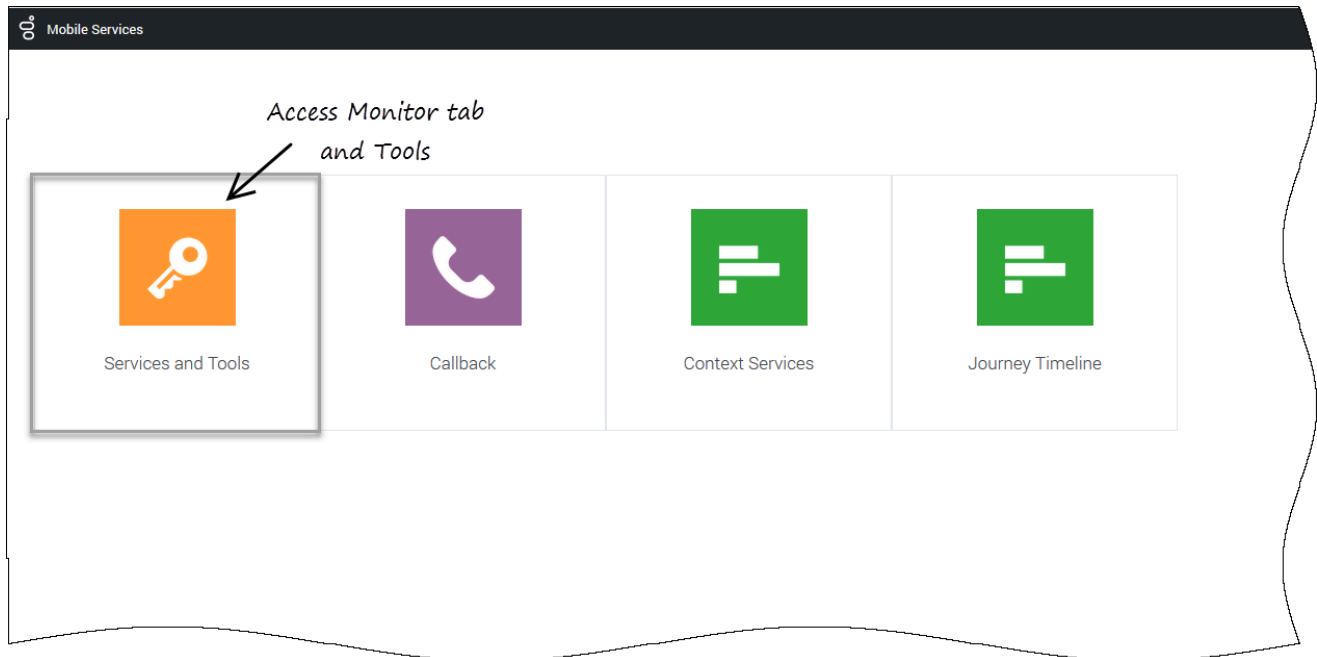 Mobile Services
Access Monitor tab
and Tools
Services and Tools
Callback
Context Services
Journey Timeline